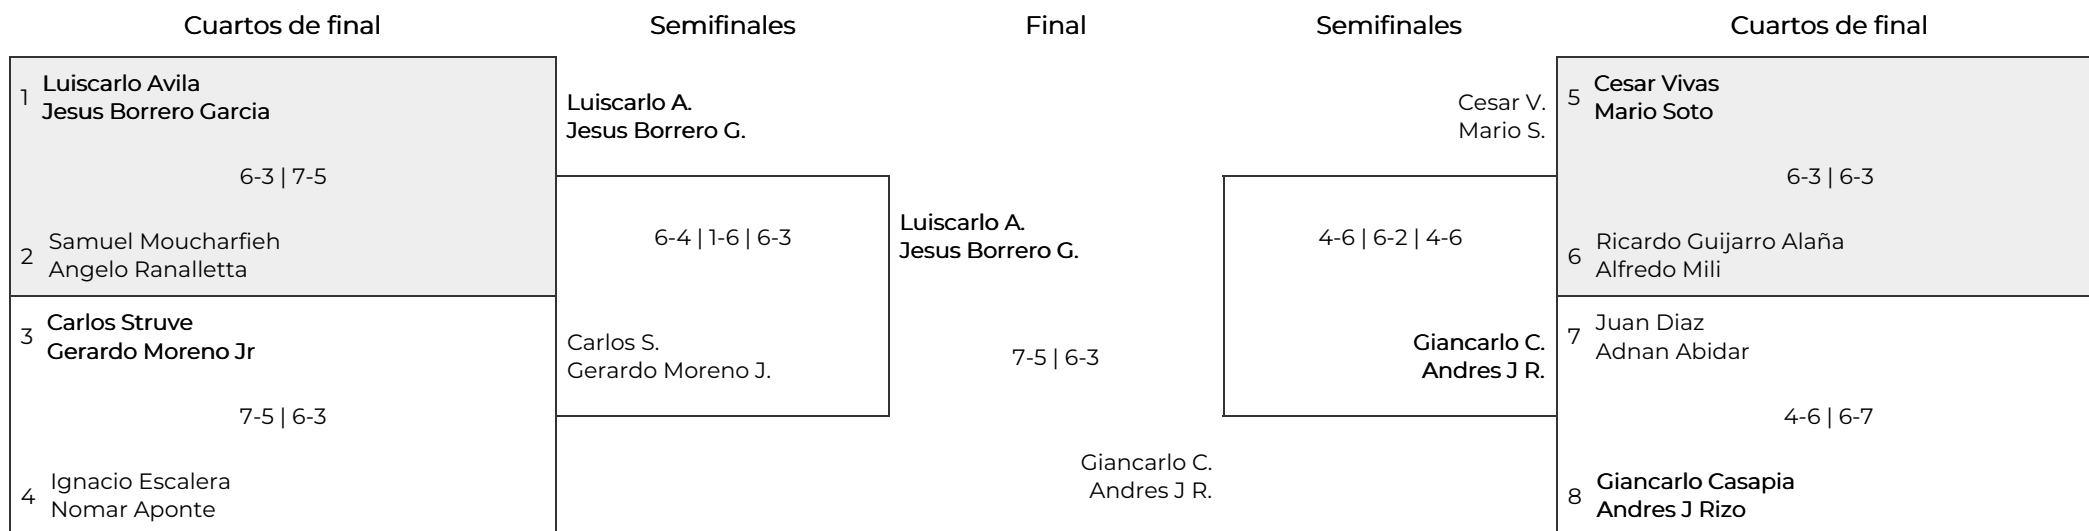 Cuartos de final
Semifinales
Final
Semifinales
Cuartos de final
1
Luiscarlo Avila
Jesus Borrero Garcia
6-3 | 7-5
2
Samuel Moucharfieh
Angelo Ranalletta
3
Carlos Struve
Gerardo Moreno Jr
7-5 | 6-3
4
Ignacio Escalera
Nomar Aponte
Luiscarlo A.
Jesus Borrero G.
6-4 | 1-6 | 6-3
Carlos S.
Gerardo Moreno J.
Luiscarlo A.
Jesus Borrero G.
7-5 | 6-3
Giancarlo C.
Andres J R.
Cesar V.
Mario S.
4-6 | 6-2 | 4-6
Giancarlo C.
Andres J R.
5
Cesar Vivas
Mario Soto
6-3 | 6-3
6
Ricardo Guijarro Alaña
Alfredo Mili
7
Juan Diaz
Adnan Abidar
4-6 | 6-7
8
Giancarlo Casapia
Andres J Rizo